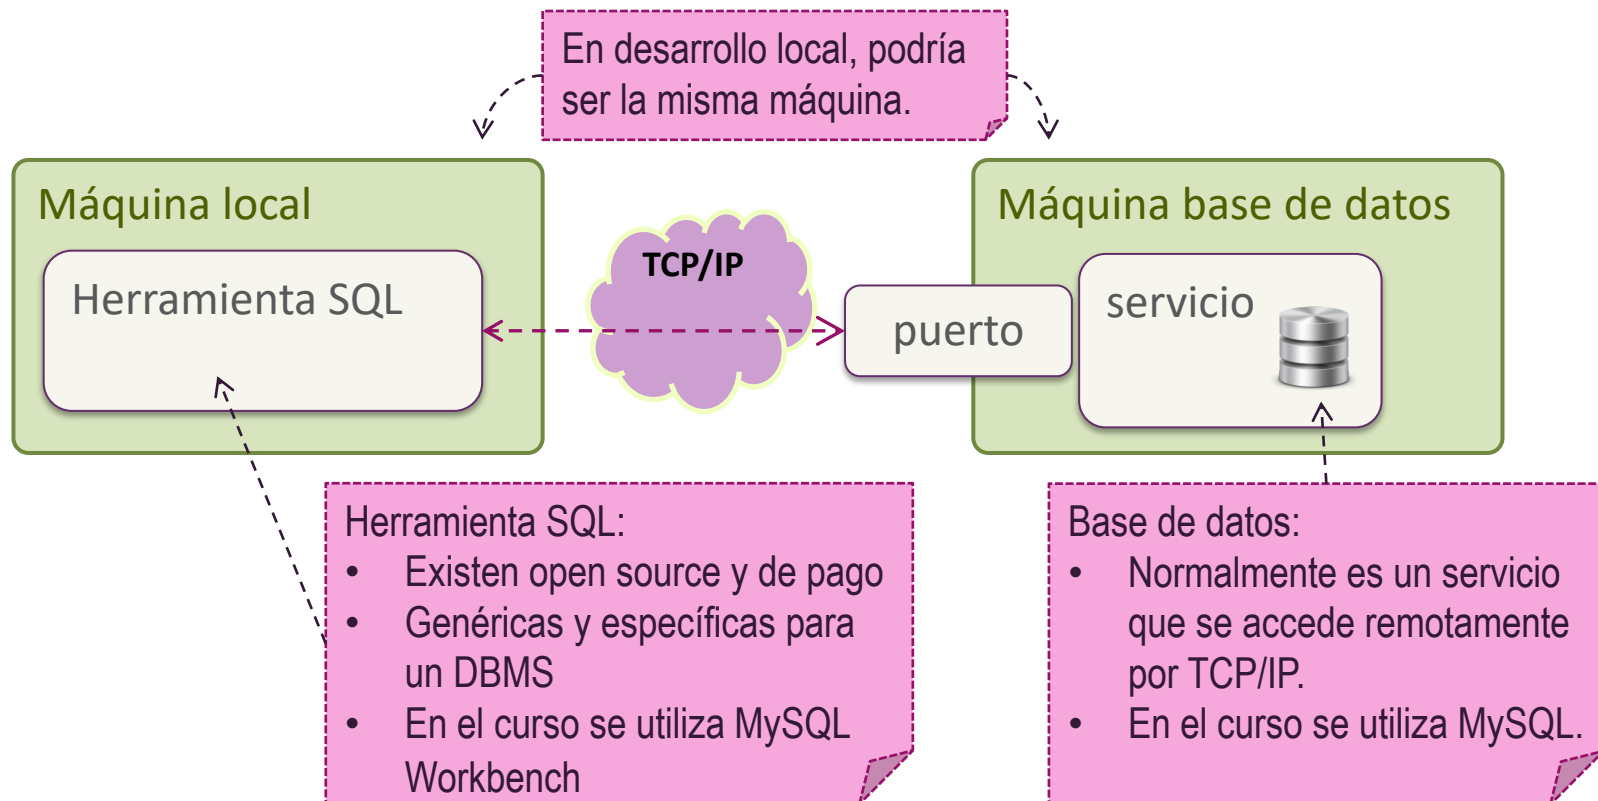 En desarrollo local, podría
ser la misma máquina.
Máquina local
Herramienta SQL
TCP/IP
puerto
Máquina base de datos
servicio
Herramienta SQL:
• Existen open source y de pago
• Genéricas y específicas para
un DBMS
• En el curso se utiliza MySQL
Workbench
Base de datos:
• Normalmente es un servicio
que se accede remotamente
por TCP/IP.
• En el curso se utiliza MySQL.